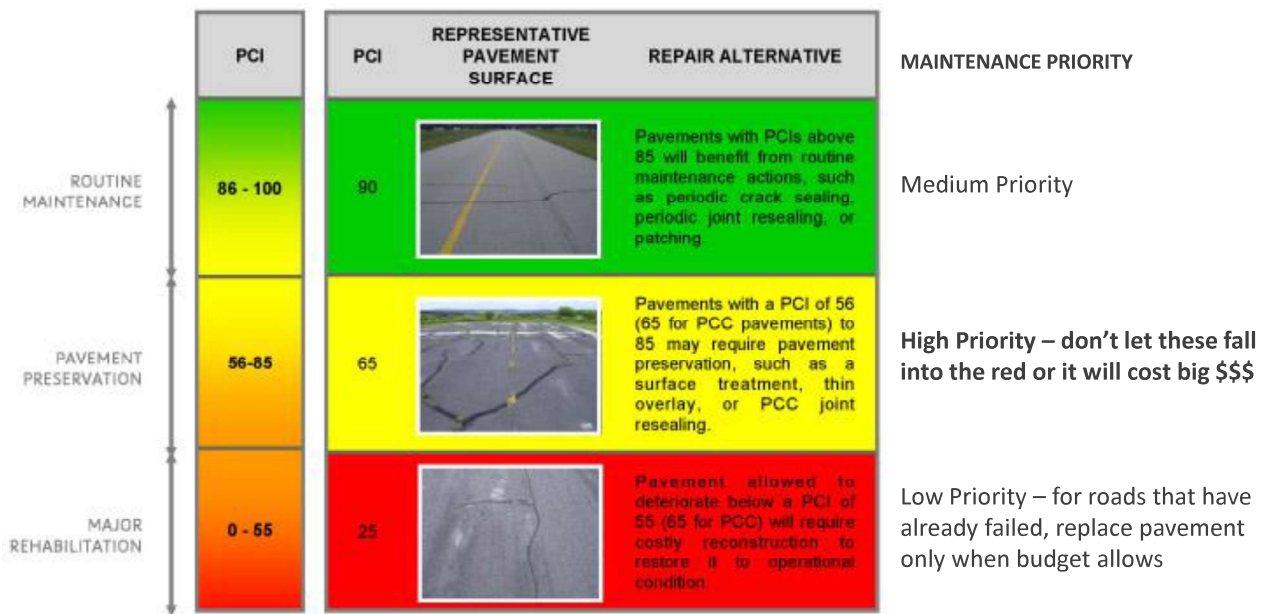 PCI
PCI
REPRESENTATIVE
PAVEMENT
SURFACE
REPAIR ALTERNATIVE
MAINTENANCE PRIORITY
ROUTINE
MAINTENANCE
86 - 100
90
Pavements with PCIs above
85 will benefit from routine
maintenance actions, such
as periodic crack sealing,
periodic joint resealing, or
patching.
Medium Priority
PAVEMENT
PRESERVATION
56-85
65
Pavements with a PCI of 56
(65 for PCC pavements) to
85 may require pavement
preservation, such as a
surface treatment, thin
overlay, or PCC joint
resealing.
High Priority – don’t let these fall
into the red or it will cost big $$$
MAJOR
REHABILITATION
0 - 55
25
Pavement allowed to
deteriorate below a PCI of
55 (65 for PCC) will require
costly reconstruction to
restore it to operational
condition.
Low Priority – for roads that have
already failed, replace pavement
only when budget allows